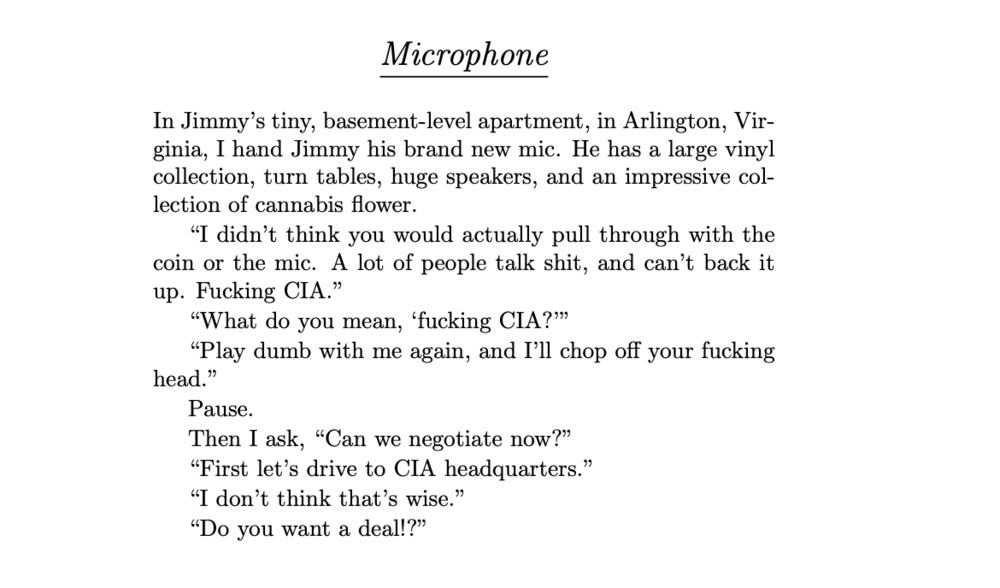 Microphone
In Jimmy’s tiny, basement-level apartment, in Arlington, Vir-
ginia, I hand Jimmy his brand new mic. He has a large vinyl
collection, turn tables, huge speakers, and an impressive col-
lection of cannabis flower.
“I didn’t think you would actually pull through with the
coin or the mic. A lot of people talk shit, and can’t back it
up. Fucking CIA.”
“What do you mean, ‘fucking CIA?’”
“Play dumb with me again, and I’ll chop off your fucking
head.”
Pause.
Then I ask, “Can we negotiate now?”
“First let’s drive to CIA headquarters.”
“I don’t think that’s wise.”
“Do you want a deal!?”